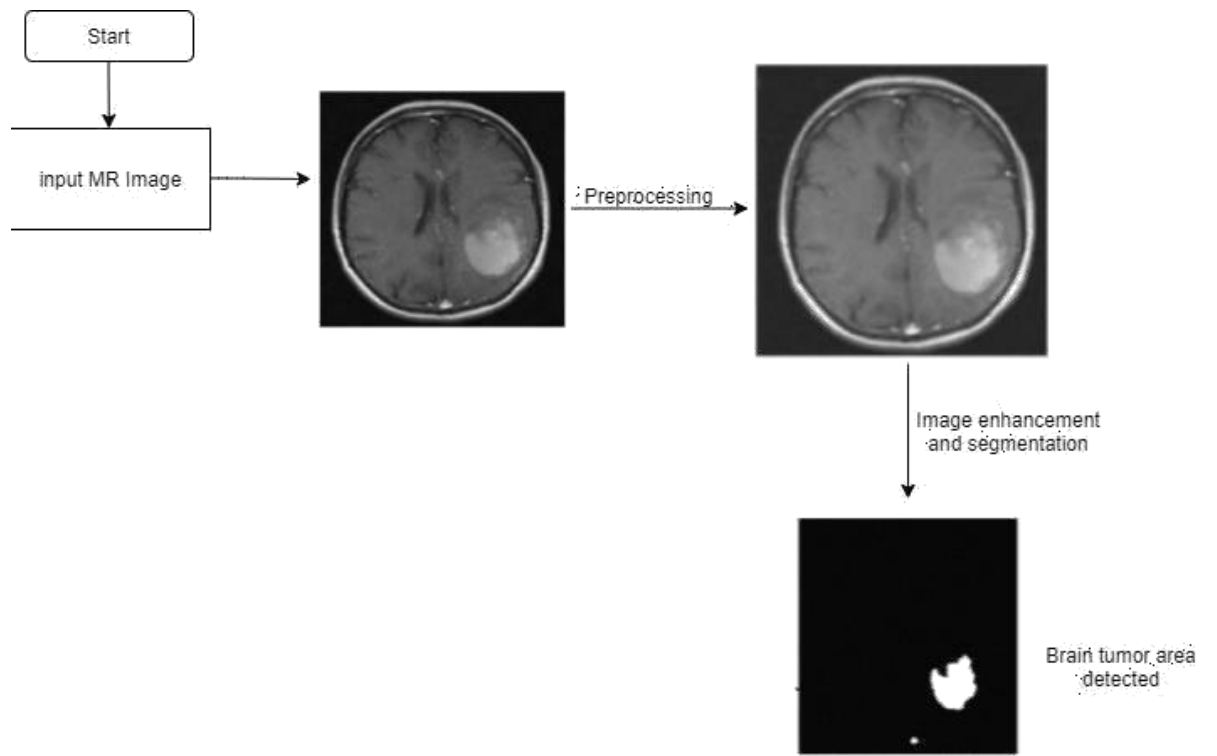 Start
input MR Image
Preprocessing
Image enhancement
and segmentation
Brain tumor area
detected